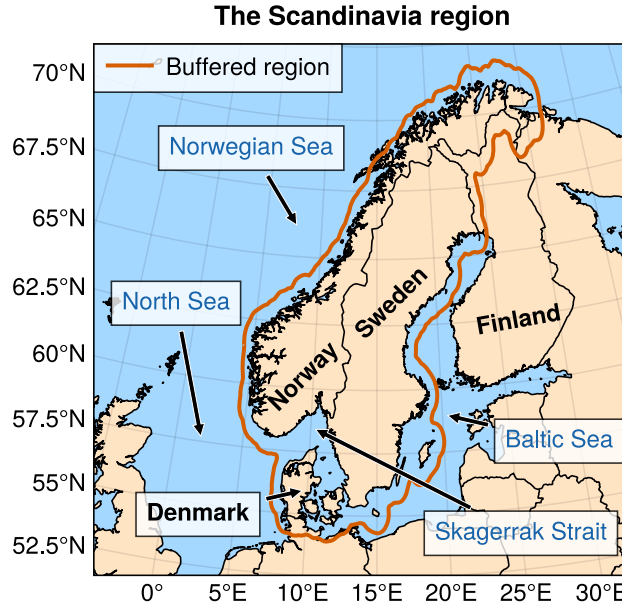 The Scandinavia region
Buffered region
Norwegian Sea
North Sea
Sweden
Norway
Finland
Baltic Sea
Denmark
Skagerrak Strait
70°N
67.5°N
65°N
62.5°N
60°N
57.5°N
55°N
52.5°N
0°
5°E
10°E
15°E
20°E
25°E
30°E